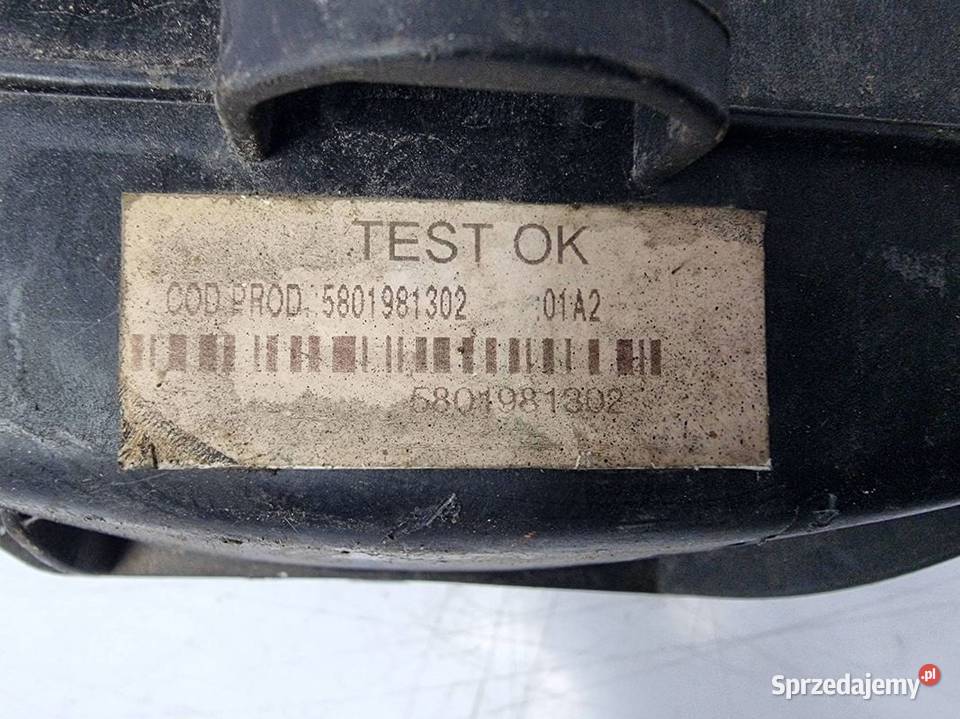 TEST OK
COD.PROD. 5801981302 01A2
5801981302
Sprzedajemy.pl